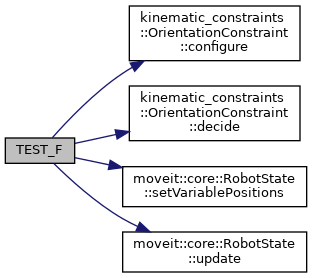 kinematic_constraints
::OrientationConstraint
::configure
kinematic_constraints
::OrientationConstraint
::decide
TEST_F
moveit::core::RobotState
::setVariablePositions
moveit::core::RobotState
::update